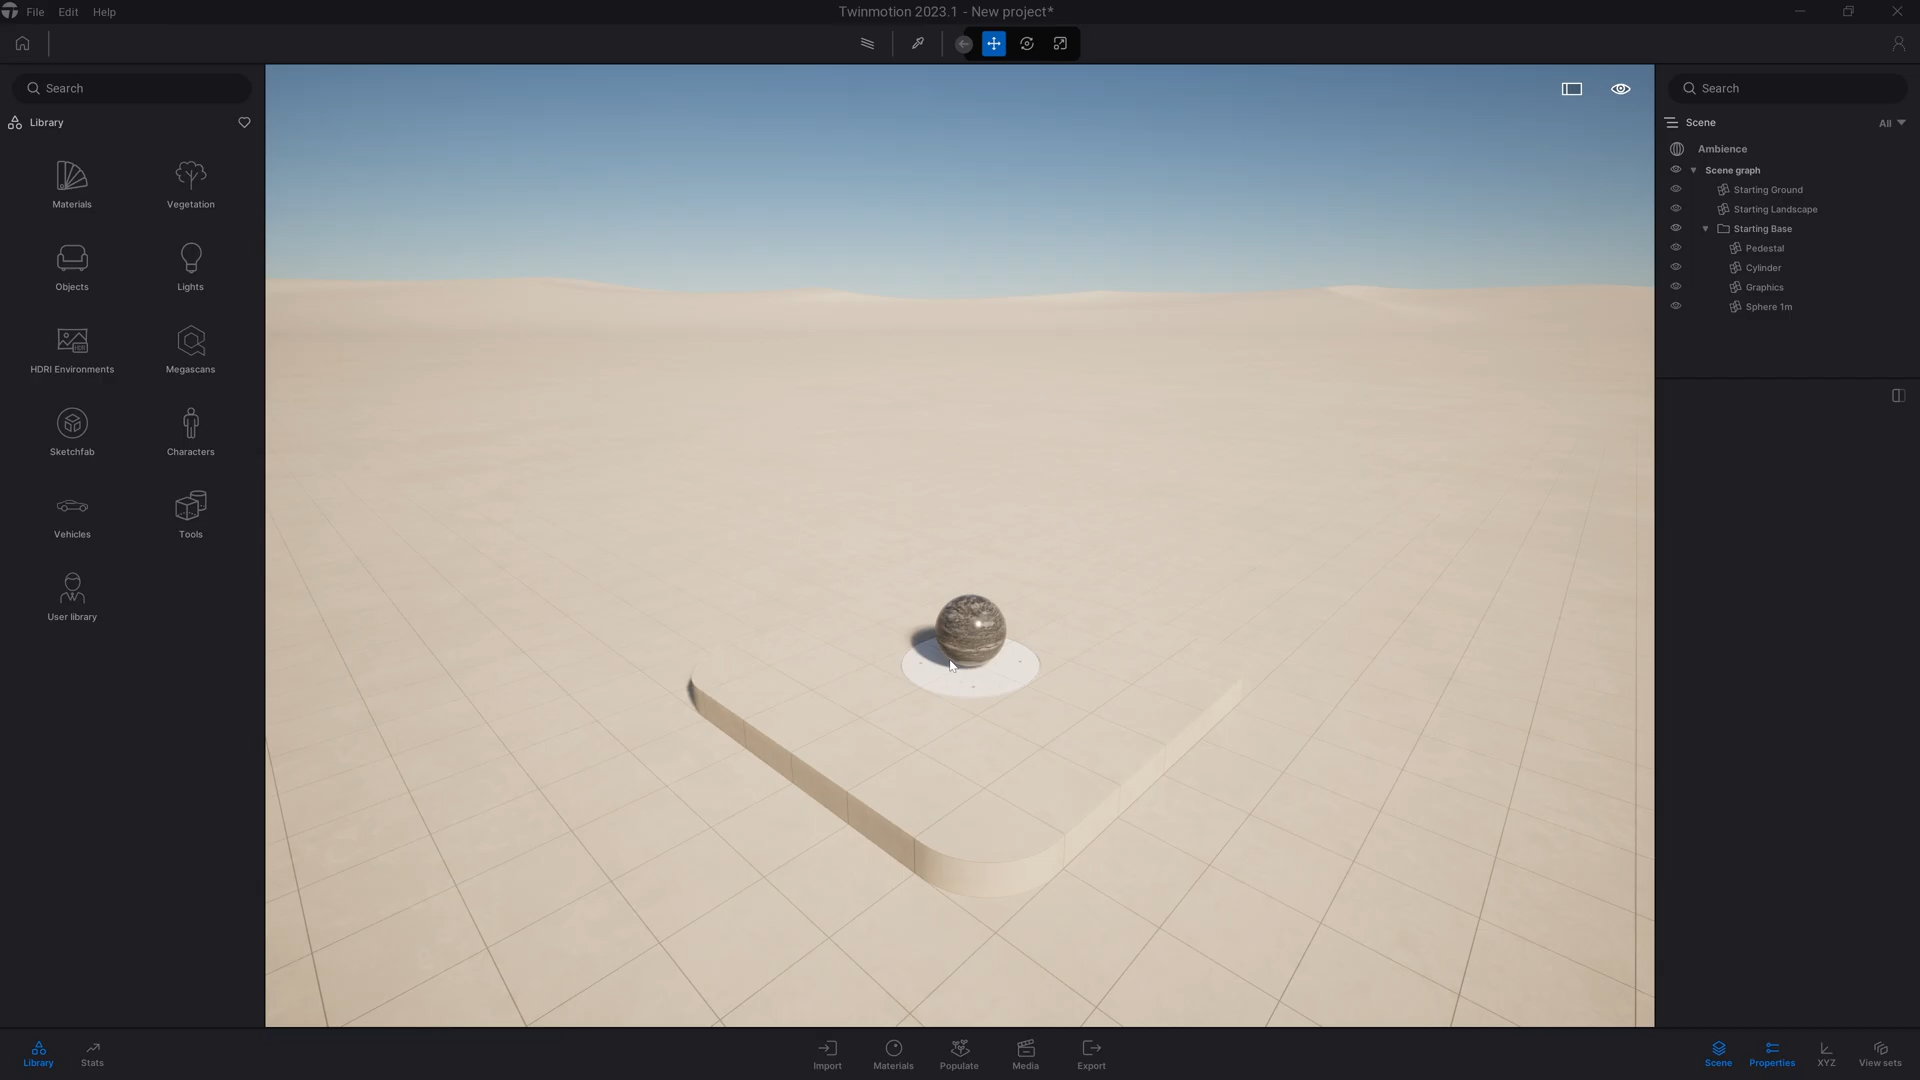 File Edit Help
Twinmotion 2023.1 - New project*
Search
Library
Materials
Vegetation
Objects
Lights
HDRI Environments
HDRI
Megascans
Sketchfab
Characters
Vehicles
Tools
User library
Search
Scene
All
Ambience
Scene graph
Starting Ground
Starting Landscape
Starting Base
Pedestal
Cylinder
Graphics
Sphere 1m
Library
Stats
Import
Materials
Populate
Media
Export
Scene
Properties
XYZ
View sets